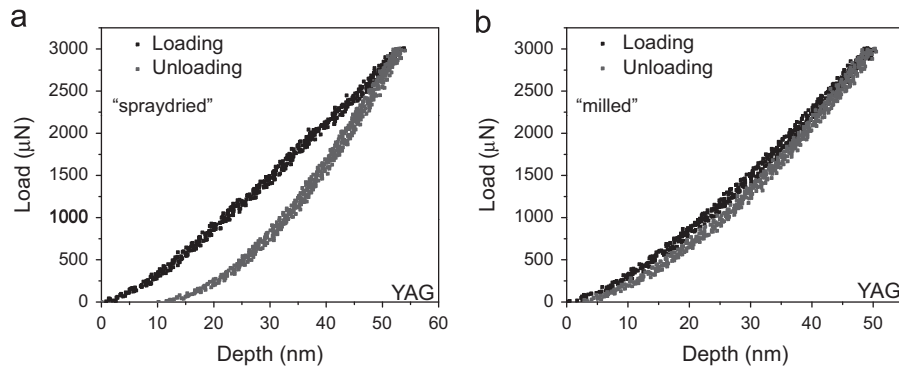 a
Loading
Unloading
"spraydried"
YAG
3000
2500
2000
1500
1000
500
0
0 10 20 30 40 50 60
Load (μN)
Depth (nm)
b
Loading
Unloading
"milled"
YAG
3000
2500
2000
1500
1000
500
0
0 10 20 30 40 50
Load (μN)
Depth (nm)